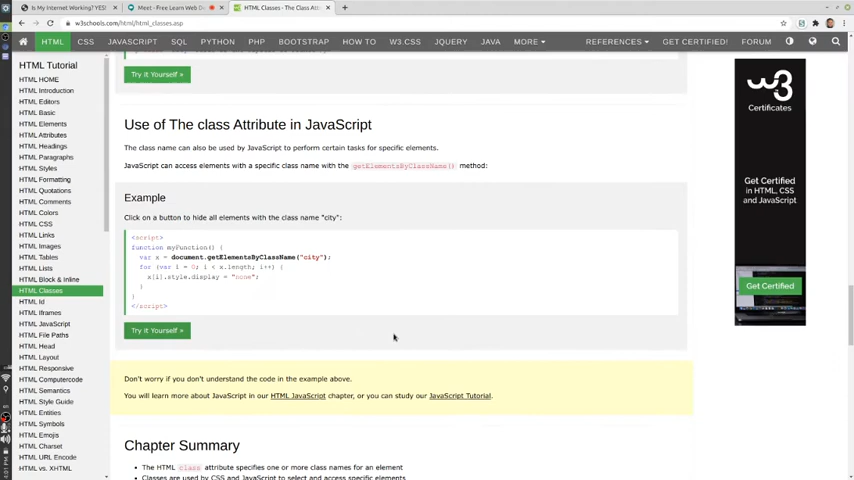 Is My Internet Working? YES!
Meet - Free Learn Web D
HTML Classes - The Class Att
w3schools.com/html/html_classes.asp
HTML CSS JAVASCRIPT SQL PYTHON PHP BOOTSTRAP HOW TO W3.CSS JQUERY JAVA MORE REFERENCES GET CERTIFIED! FORUM
HTML Tutorial
HTML HOME
HTML Introduction
HTML Editors
HTML Basic
HTML Elements
HTML Attributes
HTML Headings
HTML Paragraphs
HTML Styles
HTML Formatting
HTML Quotations
HTML Comments
HTML Colors
HTML CSS
HTML Links
HTML Images
HTML Tables
HTML Lists
HTML Block & Inline
HTML Classes
HTML Id
HTML Iframes
HTML JavaScript
HTML File Paths
HTML Head
HTML Layout
HTML Responsive
HTML Computercode
HTML Semantics
HTML Style Guide
HTML Entities
HTML Symbols
HTML Emojis
HTML Charset
HTML URL Encode
HTML vs. XHTML
Try it Yourself »
Use of The class Attribute in JavaScript
The class name can also be used by JavaScript to perform certain tasks for specific elements.
JavaScript can access elements with a specific class name with the getElementsByClassName() method:
Example
Click on a button to hide all elements with the class name "city":
<script>
function myFunction() {
var x = document.getElementsByClassName("city");
for (var i = 0; i < x.length; i++) {
x[i].style.display = "none";
}
}
</script>
Try it Yourself »
Don't worry if you don't understand the code in the example above.
You will learn more about JavaScript in our HTML JavaScript chapter, or you can study our JavaScript Tutorial.
Chapter Summary
• The HTML class attribute specifies one or more class names for an element
• Classes are used by CSS and JavaScript to select and access specific elements
w3
Certificates
Get Certified
in HTML, CSS
and JavaScript
Get Certified
4:01 PM